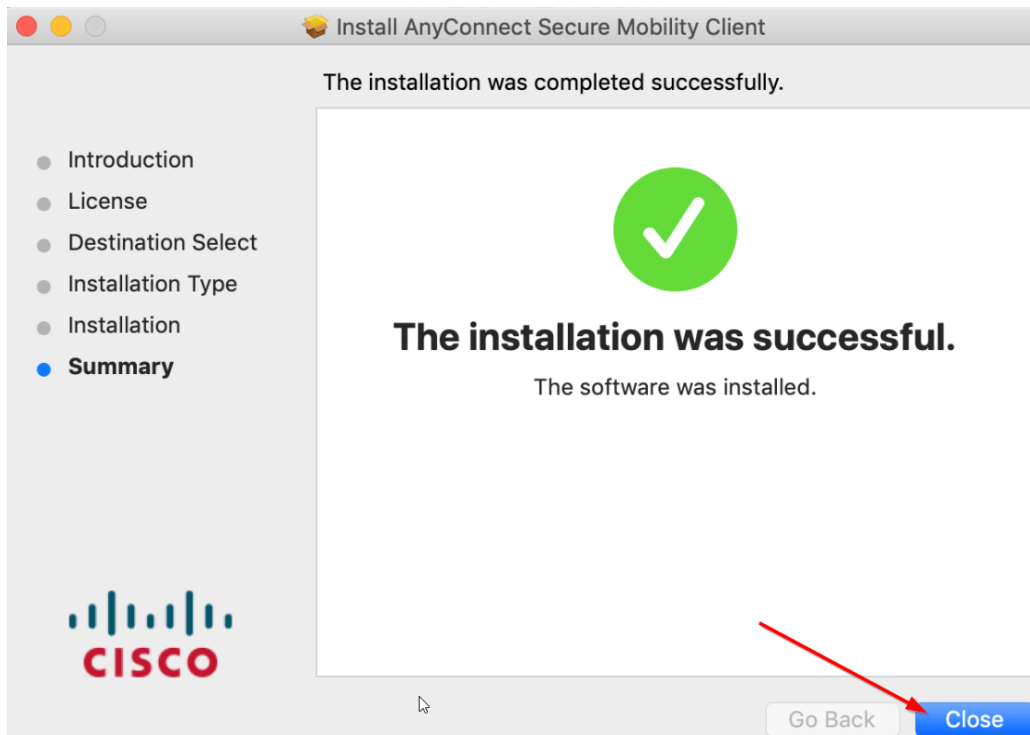 Install AnyConnect Secure Mobility Client
The installation was completed successfully.
Introduction
License
Destination Select
Installation Type
Installation
Summary
The installation was successful.
The software was installed.
CISCO
Go Back
Close